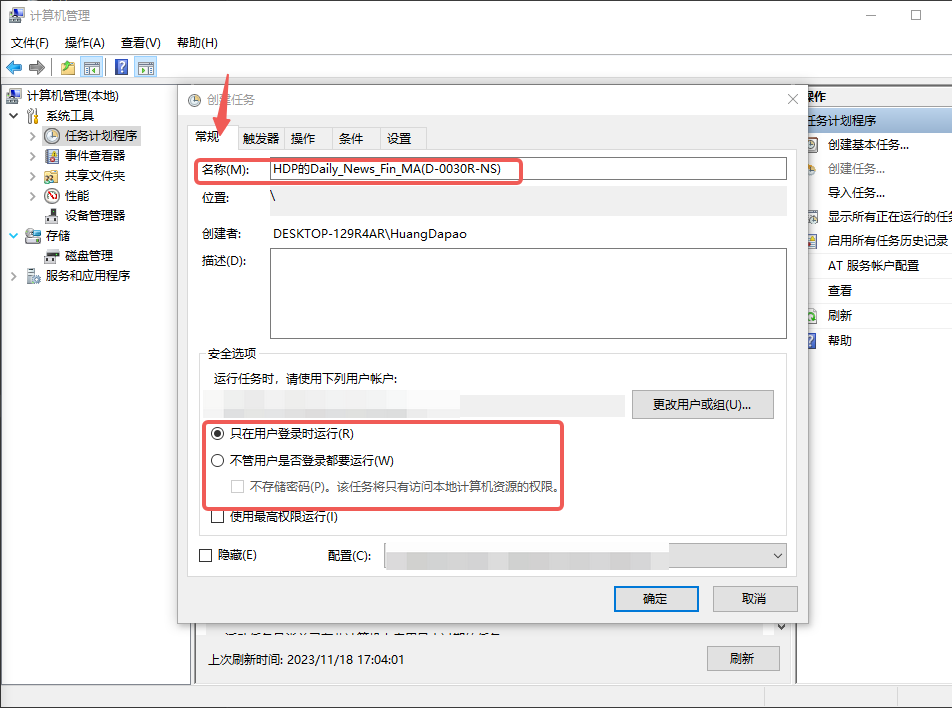 计算机管理
文件(F) 操作(A) 查看(V) 帮助(H)
计算机管理(本地)
系统工具
任务计划程序
事件查看器
共享文件夹
性能
设备管理器
存储
磁盘管理
服务和应用程序
创建任务
常规 触发器 操作 条件 设置
名称(M): HDP的Daily_News_Fin_MA(D-0030R-NS)
位置: \
创建者: DESKTOP-129R4AR\HuangDapao
描述(D):
安全选项
运行任务时，请使用下列用户帐户:
更改用户或组(U)...
只在用户登录时运行(R)
不管用户是否登录都要运行(W)
不存储密码(P)。该任务将只有访问本地计算机资源的权限。
使用最高权限运行(I)
隐藏(E) 配置(C):
确定 取消
上次刷新时间: 2023/11/18 17:04:01 刷新
操作
任务计划程序
创建基本任务...
创建任务...
导入任务...
显示所有正在运行的任务
启用所有任务历史记录
AT 服务帐户配置
查看
刷新
帮助